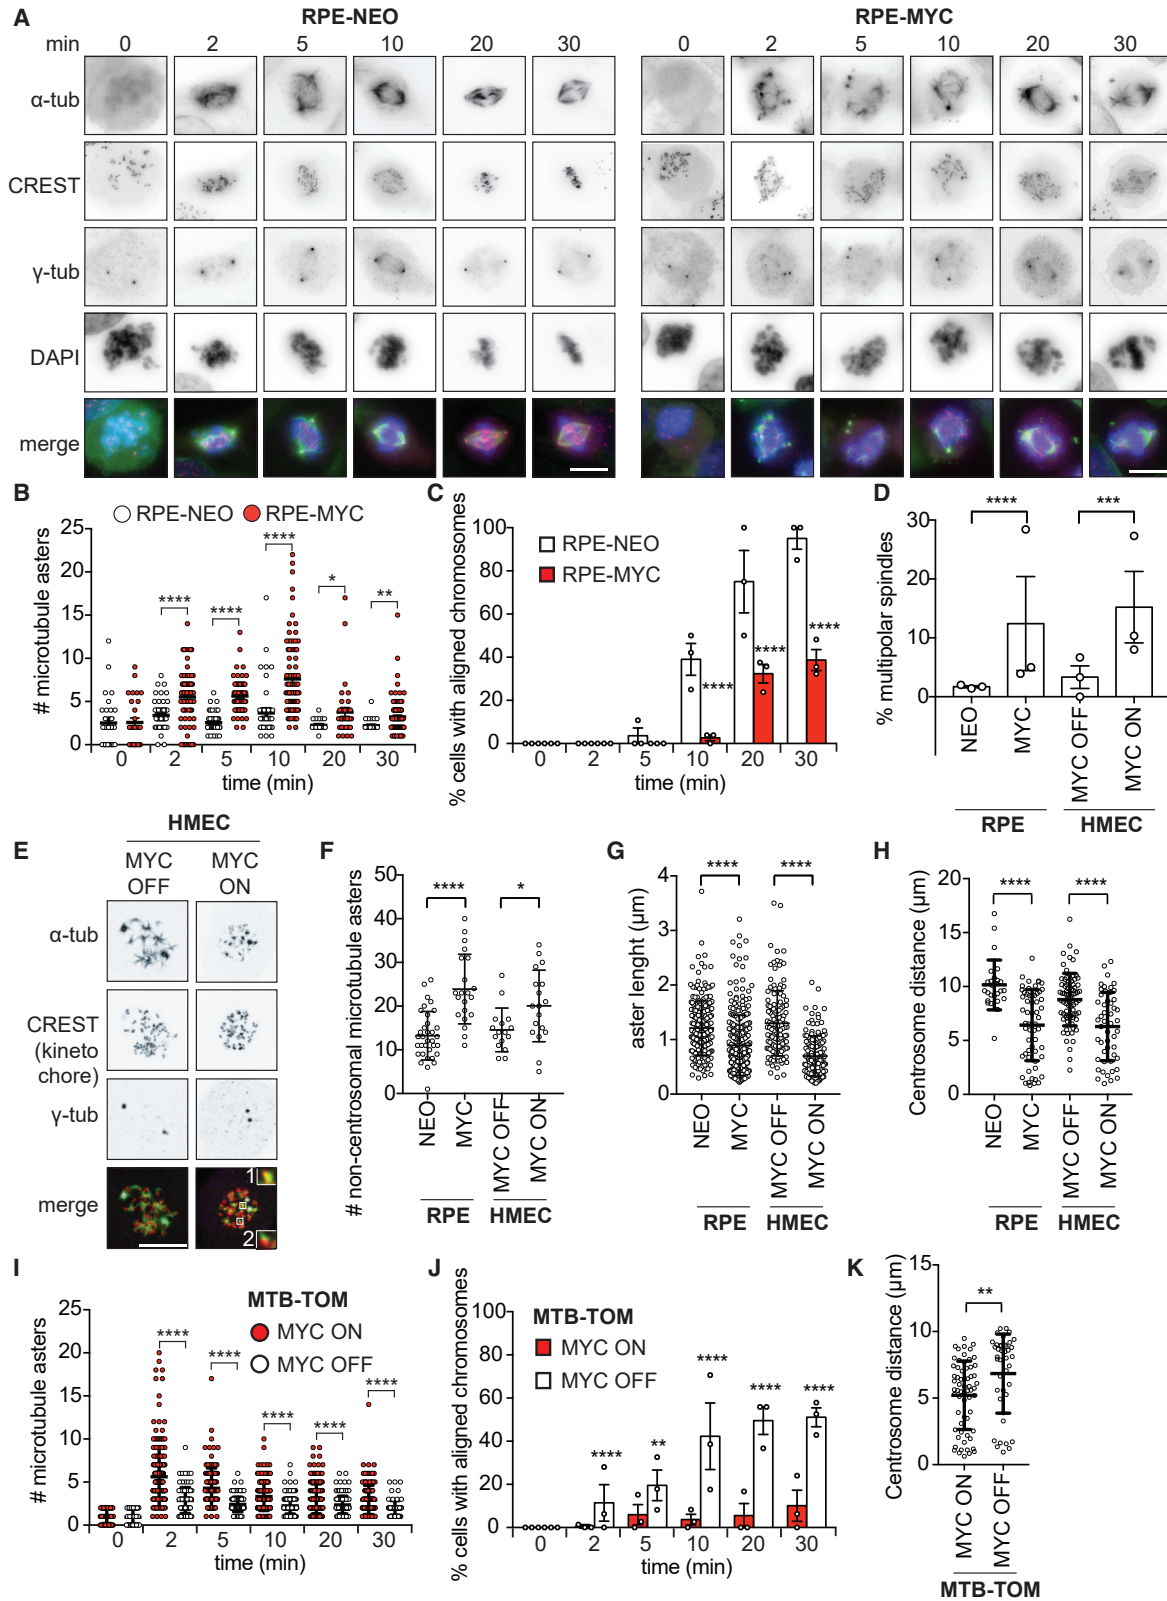 A
RPE-NEO
RPE-MYC
min 0 2 5 10 20 30 0 2 5 10 20 30
α-tub
CREST
γ-tub
DAPI
merge
B
RPE-NEO RPE-MYC
# microtubule asters
25
20
15
10
5
0
**** **** **** * **
0 2 5 10 20 30
time (min)
C
% cells with aligned chromosomes
100
80
60
40
20
0
RPE-NEO
RPE-MYC
**** **** ****
0 2 5 10 20 30
time (min)
D
% multipolar spindles
30
20
10
0
**** ***
NEO MYC MYC OFF MYC ON
RPE HMEC
E
HMEC
MYC OFF
MYC ON
α-tub
CREST
(kineto
chore)
γ-tub
merge
1
2
F
# non-centrosomal microtubule asters
50
40
30
20
10
0
**** *
NEO MYC MYC OFF MYC ON
RPE HMEC
G
aster lenght (μm)
4
3
2
1
0
**** ****
NEO MYC MYC OFF MYC ON
RPE HMEC
H
Centrosome distance (μm)
20
15
10
5
0
**** ****
NEO MYC MYC OFF MYC ON
RPE HMEC
I
MTB-TOM
MYC ON
MYC OFF
# microtubule asters
25
20
15
10
5
0
**** **** **** **** ****
0 2 5 10 20 30
time (min)
J
% cells with aligned chromosomes
100
80
60
40
20
0
MTB-TOM
MYC ON
MYC OFF
**** ** **** **** ****
0 2 5 10 20 30
time (min)
K
Centrosome distance (μm)
15
10
5
0
**
MYC ON MYC OFF
MTB-TOM